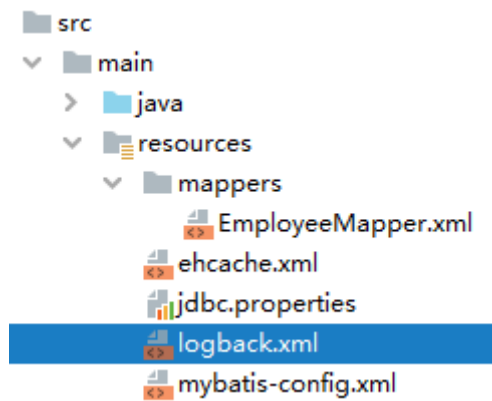 src
main
java
resources
mappers
EmployeeMapper.xml
ehcache.xml
jdbc.properties
logback.xml
mybatis-config.xml